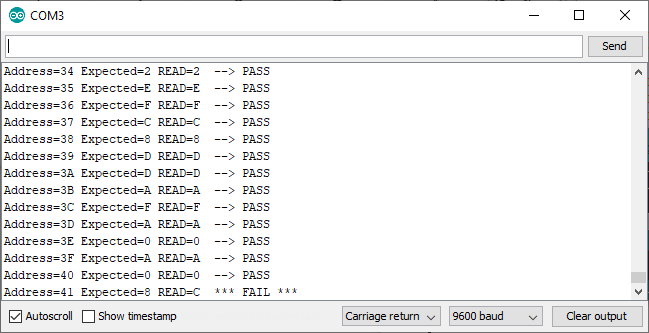 COM3
Send
Address=34 Expected=2 READ=2  --> PASS
Address=35 Expected=E READ=E  --> PASS
Address=36 Expected=F READ=F  --> PASS
Address=37 Expected=C READ=C  --> PASS
Address=38 Expected=8 READ=8  --> PASS
Address=39 Expected=D READ=D  --> PASS
Address=3A Expected=D READ=D  --> PASS
Address=3B Expected=A READ=A  --> PASS
Address=3C Expected=F READ=F  --> PASS
Address=3D Expected=A READ=A  --> PASS
Address=3E Expected=0 READ=0  --> PASS
Address=3F Expected=A READ=A  --> PASS
Address=40 Expected=0 READ=0  --> PASS
Address=41 Expected=8 READ=C  *** FAIL ***
Autoscroll Show timestamp Carriage return 9600 baud Clear output